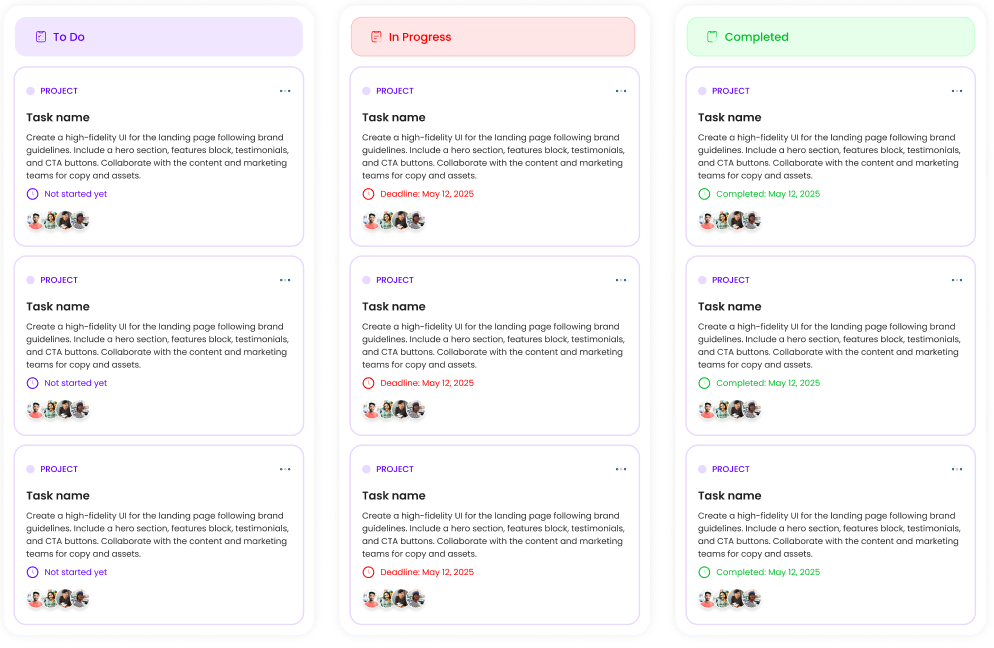 To Do
PROJECT
Task name
Create a high-fidelity UI for the landing page following brand
guidelines. Include a hero section, features block, testimonials,
and CTA buttons. Collaborate with the content and marketing
teams for copy and assets.
Not started yet
PROJECT
Task name
Create a high-fidelity UI for the landing page following brand
guidelines. Include a hero section, features block, testimonials,
and CTA buttons. Collaborate with the content and marketing
teams for copy and assets.
Not started yet
PROJECT
Task name
Create a high-fidelity UI for the landing page following brand
guidelines. Include a hero section, features block, testimonials,
and CTA buttons. Collaborate with the content and marketing
teams for copy and assets.
Not started yet
In Progress
PROJECT
Task name
Create a high-fidelity UI for the landing page following brand
guidelines. Include a hero section, features block, testimonials,
and CTA buttons. Collaborate with the content and marketing
teams for copy and assets.
Deadline: May 12, 2025
PROJECT
Task name
Create a high-fidelity UI for the landing page following brand
guidelines. Include a hero section, features block, testimonials,
and CTA buttons. Collaborate with the content and marketing
teams for copy and assets.
Deadline: May 12, 2025
PROJECT
Task name
Create a high-fidelity UI for the landing page following brand
guidelines. Include a hero section, features block, testimonials,
and CTA buttons. Collaborate with the content and marketing
teams for copy and assets.
Deadline: May 12, 2025
Completed
PROJECT
Task name
Create a high-fidelity UI for the landing page following brand
guidelines. Include a hero section, features block, testimonials,
and CTA buttons. Collaborate with the content and marketing
teams for copy and assets.
Completed: May 12, 2025
PROJECT
Task name
Create a high-fidelity UI for the landing page following brand
guidelines. Include a hero section, features block, testimonials,
and CTA buttons. Collaborate with the content and marketing
teams for copy and assets.
Completed: May 12, 2025
PROJECT
Task name
Create a high-fidelity UI for the landing page following brand
guidelines. Include a hero section, features block, testimonials,
and CTA buttons. Collaborate with the content and marketing
teams for copy and assets.
Completed: May 12, 2025